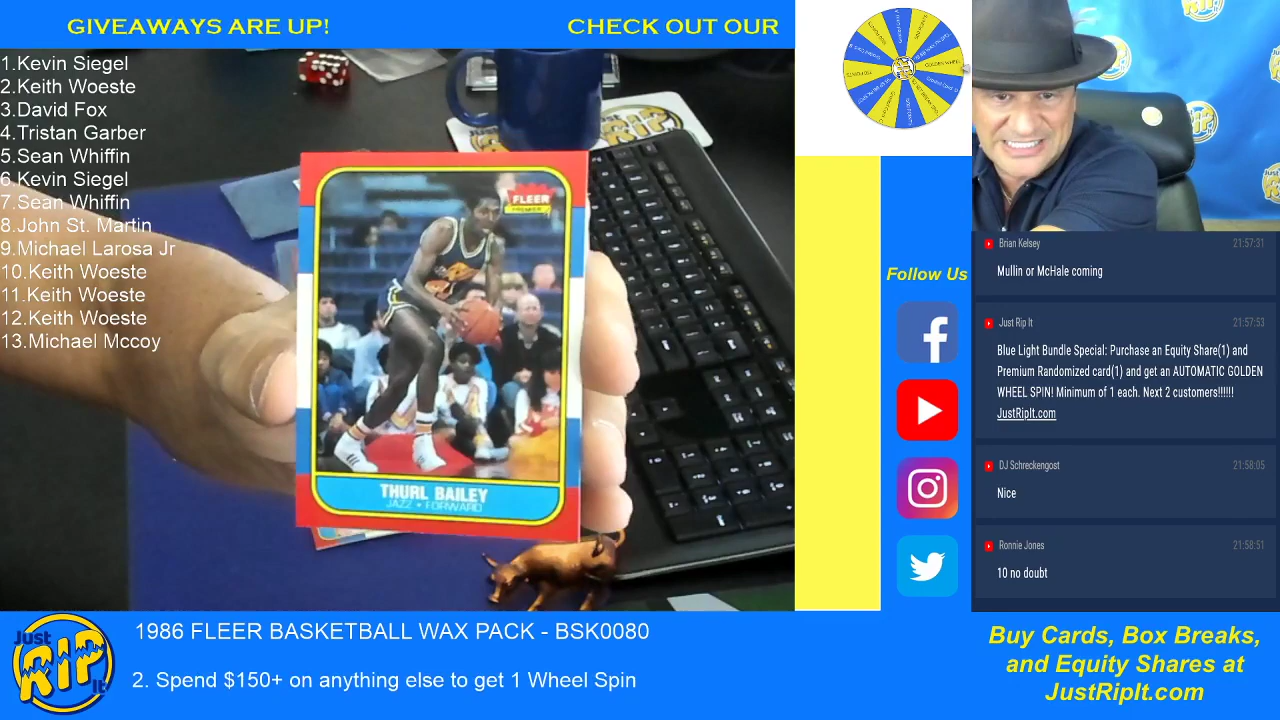 GIVEAWAYS ARE UP!
CHECK OUT OUR
1.Kevin Siegel
2.Keith Woeste
3.David Fox
4.Tristan Garber
5.Sean Whiffin
6.Kevin Siegel
7.Sean Whiffin
8.John St. Martin
9.Michael Larosa Jr
10.Keith Woeste
11.Keith Woeste
12.Keith Woeste
13.Michael Mccoy
FLEER
PREMIER
THURL BAILEY
JAZZ • FORWARD
GOLDEN WHEEL
Follow Us
Brian Kelsey 21:57:31
Mullin or McHale coming
Just Rip It 21:57:53
Blue Light Bundle Special: Purchase an Equity Share(1) and
Premium Randomized card(1) and get an AUTOMATIC GOLDEN
WHEEL SPIN! Minimum of 1 each. Next 2 customers!!!!!!
JustRipIt.com
DJ Schreckengost 21:58:05
Nice
Ronnie Jones 21:58:51
10 no doubt
Just
RIP
It
1986 FLEER BASKETBALL WAX PACK - BSK0080
2. Spend $150+ on anything else to get 1 Wheel Spin
Buy Cards, Box Breaks,
and Equity Shares at
JustRipIt.com